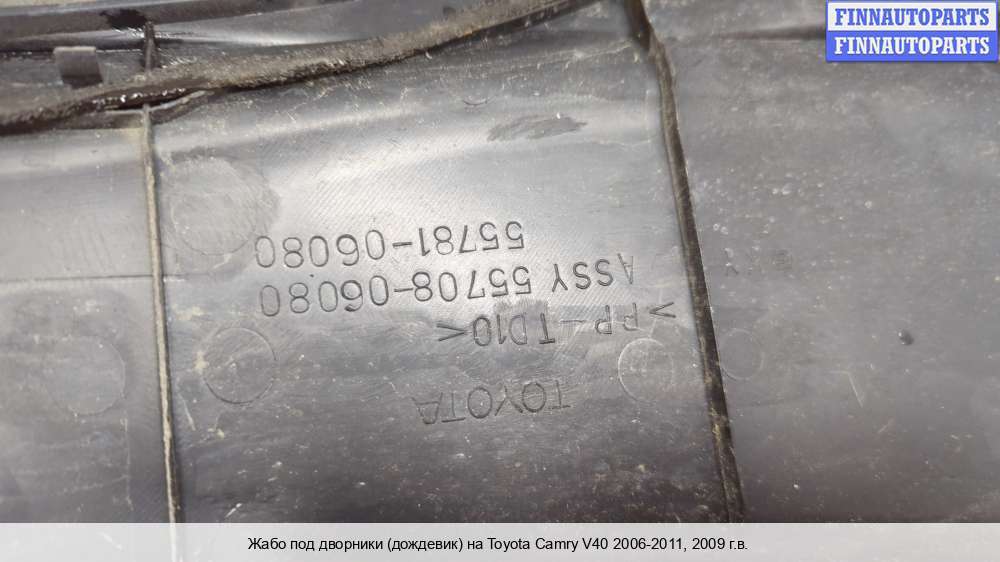 FINNAUTOPARTS
FINNAUTOPARTS
TOYOTA
>PP-TD10<
ASSY 55708-06080
55781-06080
Жабо под дворники (дождевик) на Toyota Camry V40 2006-2011, 2009 г.в.